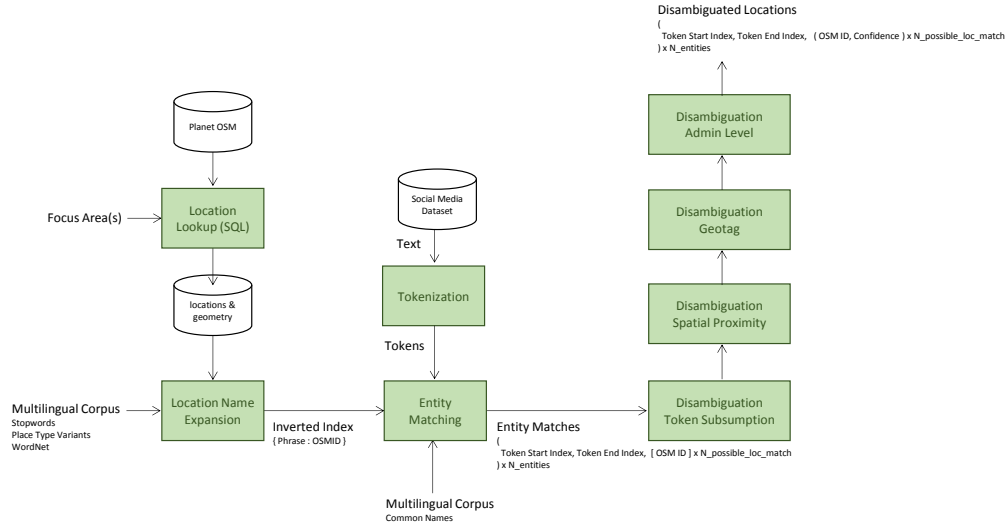 Disambiguated Locations
(
Token Start Index, Token End Index, ( OSM ID, Confidence ) x N_possible_loc_match
) x N_entities
Disambiguation
Admin Level
Planet OSM
Social Media
Dataset
Focus Area(s)
Location
Lookup (SQL)
Disambiguation
Geotag
Text
locations &
geometry
Tokenization
Disambiguation
Spatial Proximity
Tokens
Multilingual Corpus
Stopwords
Place Type Variants
WordNet
Location Name
Expansion
Inverted Index
{ Phrase : OSMID }
Entity
Matching
Entity Matches
(
Token Start Index, Token End Index, [ OSM ID ] x N_possible_loc_match
) x N_entities
Disambiguation
Token Subsumption
Multilingual Corpus
Common Names